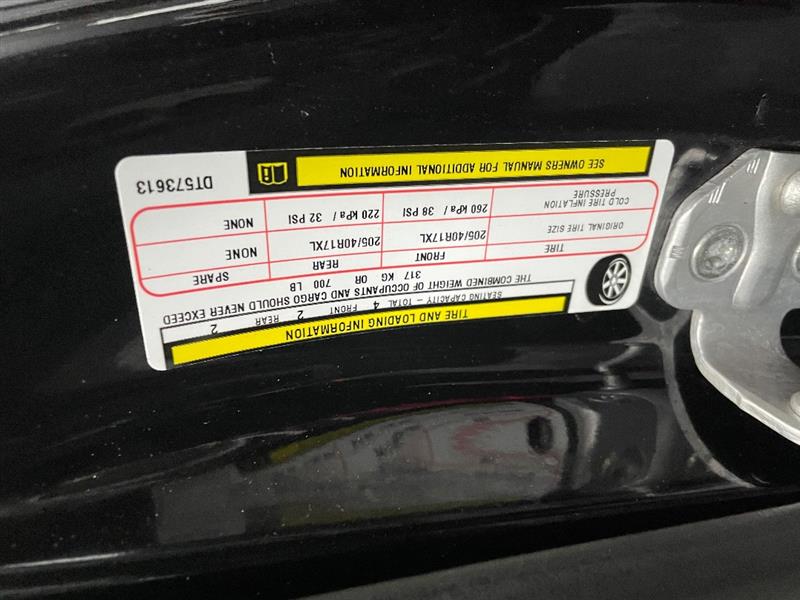 TIRE AND LOADING INFORMATION
SEATING CAPACITY - TOTAL 4 FRONT 2 REAR 2
THE COMBINED WEIGHT OF OCCUPANTS AND CARGO SHOULD NEVER EXCEED
317 KG OR 700 LB
TIRE FRONT REAR SPARE
ORIGINAL TIRE SIZE 205/40R17XL 205/40R17XL NONE
COLD TIRE INFLATION PRESSURE 260 kPa / 38 PSI 220 kPa / 32 PSI NONE
SEE OWNERS MANUAL FOR ADDITIONAL INFORMATION
DT573613